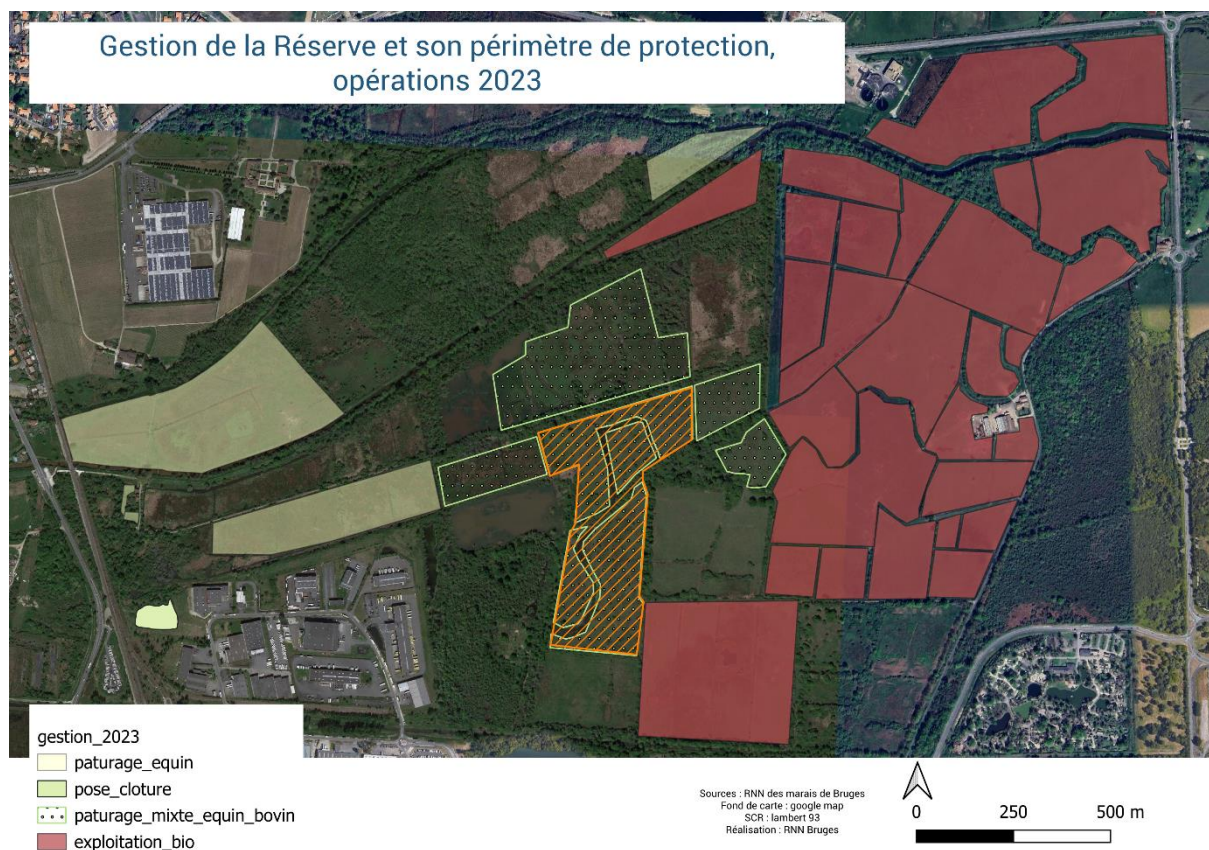 Gestion de la Réserve et son périmètre de protection,
opérations 2023
gestion_2023
paturage_equin
pose_cloture
paturage_mixte_equin_bovin
exploitation_bio
Sources : RNN des marais de Bruges
Fond de carte : google map
SCR : lambert 93
Réalisation : RNN Bruges
0 250 500 m